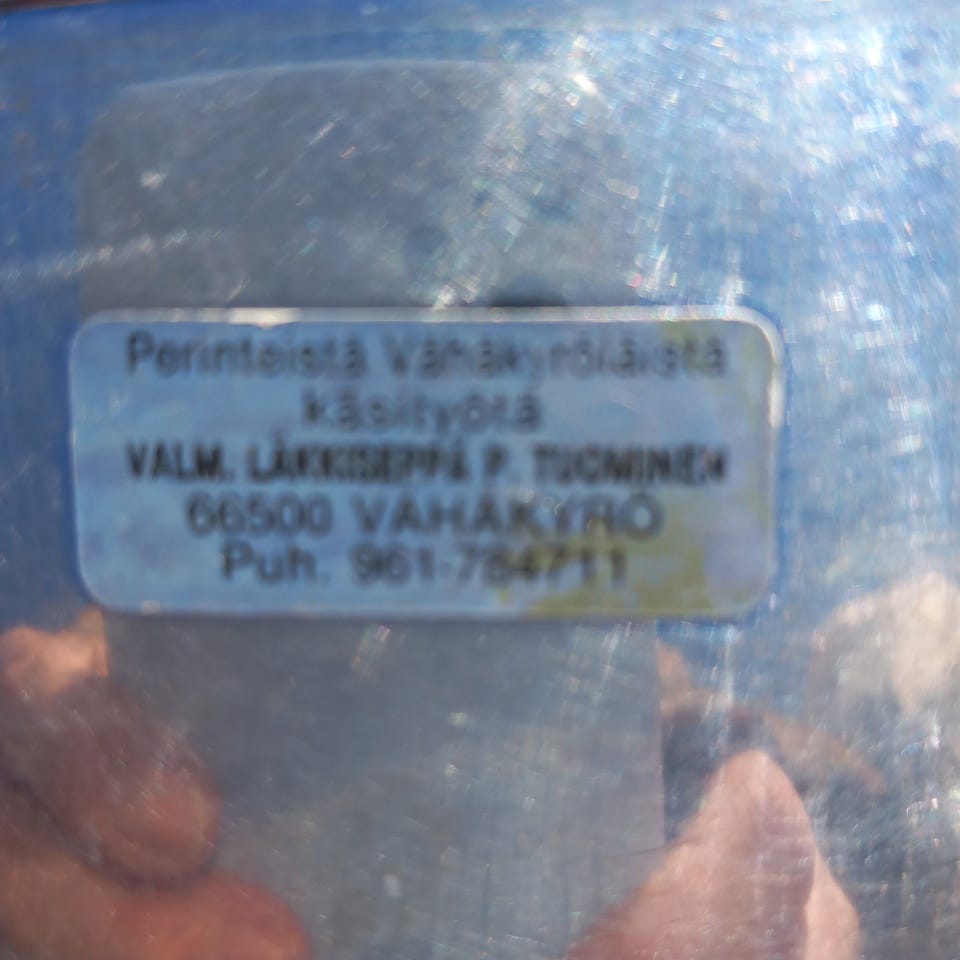 Perinteistä Vähäkyröläistä
käsityötä
VALM. LÄKKISEPPÄ P. TUOMINEN
66500 VÄHÄKYRÖ
Puh. 961-784711